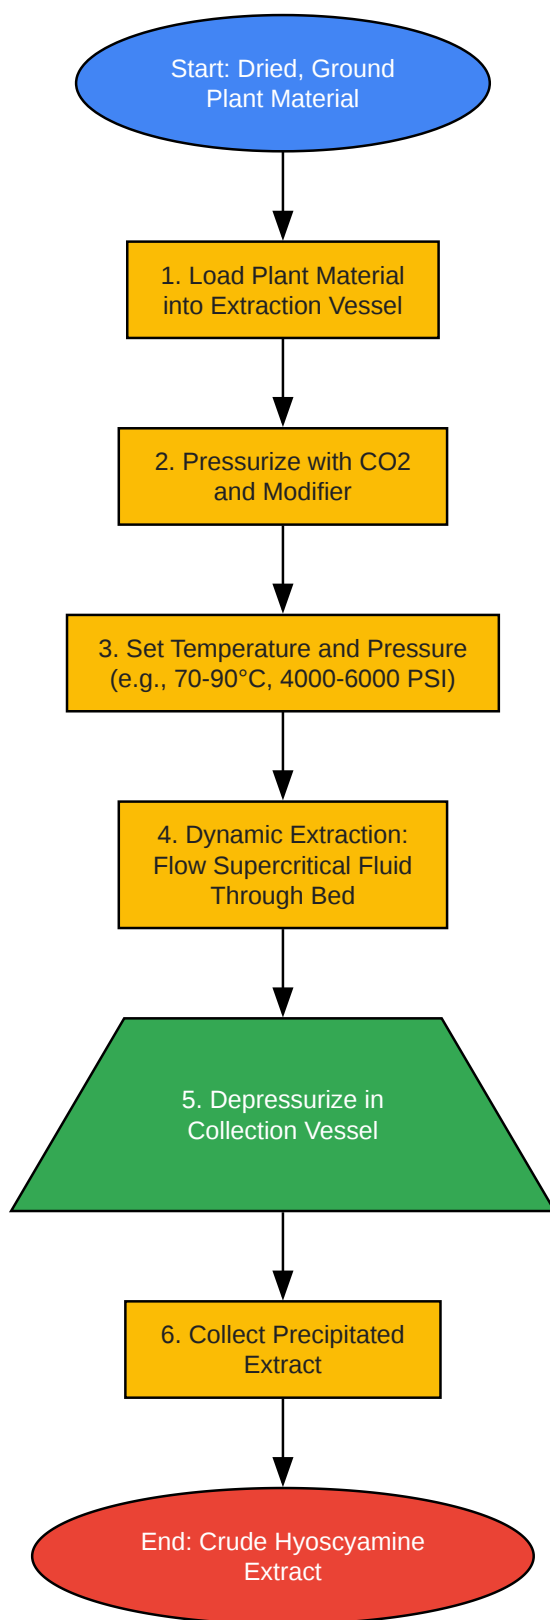 Start: Dried, Ground
Plant Material
1. Load Plant Material
into Extraction Vessel
2. Pressurize with CO2
and Modifier
3. Set Temperature and Pressure
(e.g., 70-90°C, 4000-6000 PSI)
4. Dynamic Extraction:
Flow Supercritical Fluid
Through Bed
5. Depressurize in
Collection Vessel
6. Collect Precipitated
Extract
End: Crude Hyoscyamine
Extract